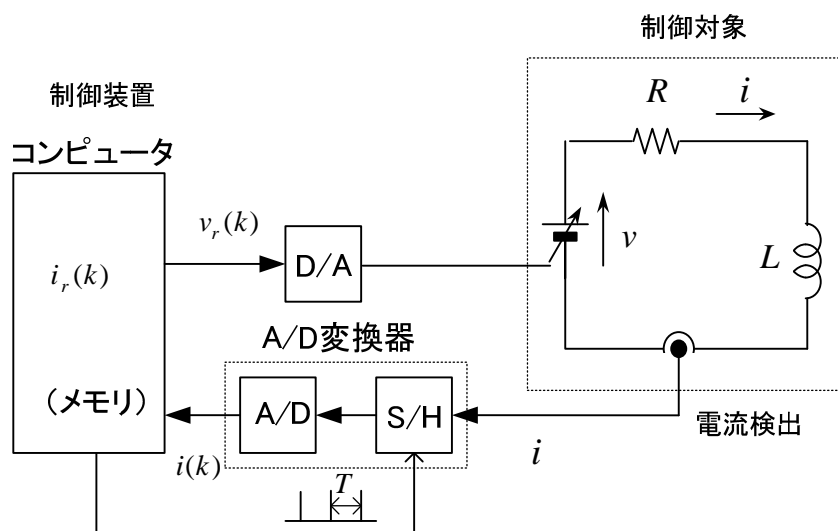 制御対象
制御装置
コンピュータ
R
i
v_r(k)
D/A
v
L
i_r(k)
A/D変換器
(メモリ)
A/D
S/H
電流検出
i(k)
i
T